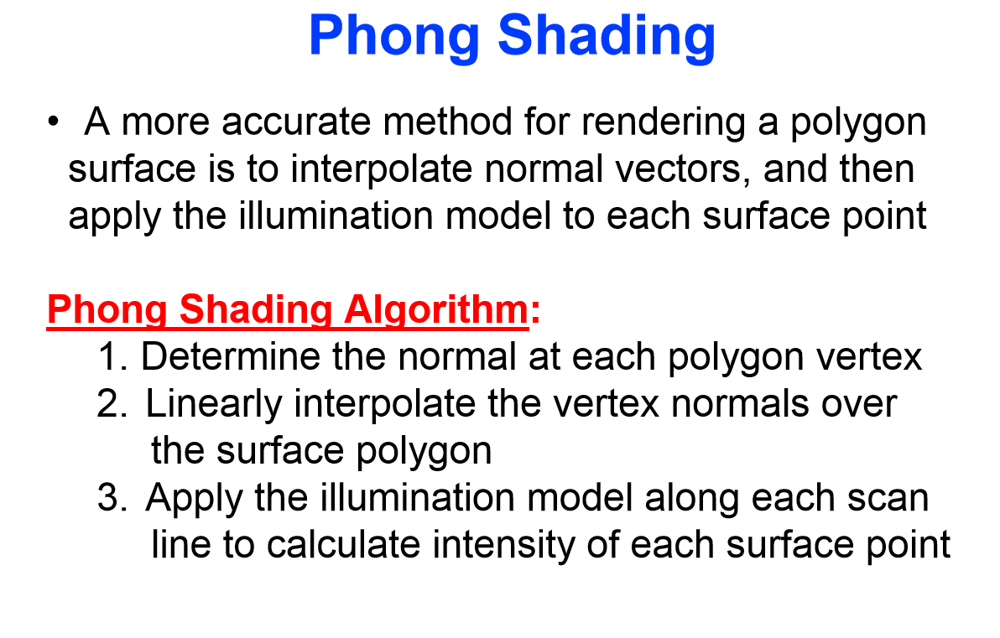 Phong Shading
• A more accurate method for rendering a polygon
surface is to interpolate normal vectors, and then
apply the illumination model to each surface point
Phong Shading Algorithm:
1. Determine the normal at each polygon vertex
2. Linearly interpolate the vertex normals over
the surface polygon
3. Apply the illumination model along each scan
line to calculate intensity of each surface point